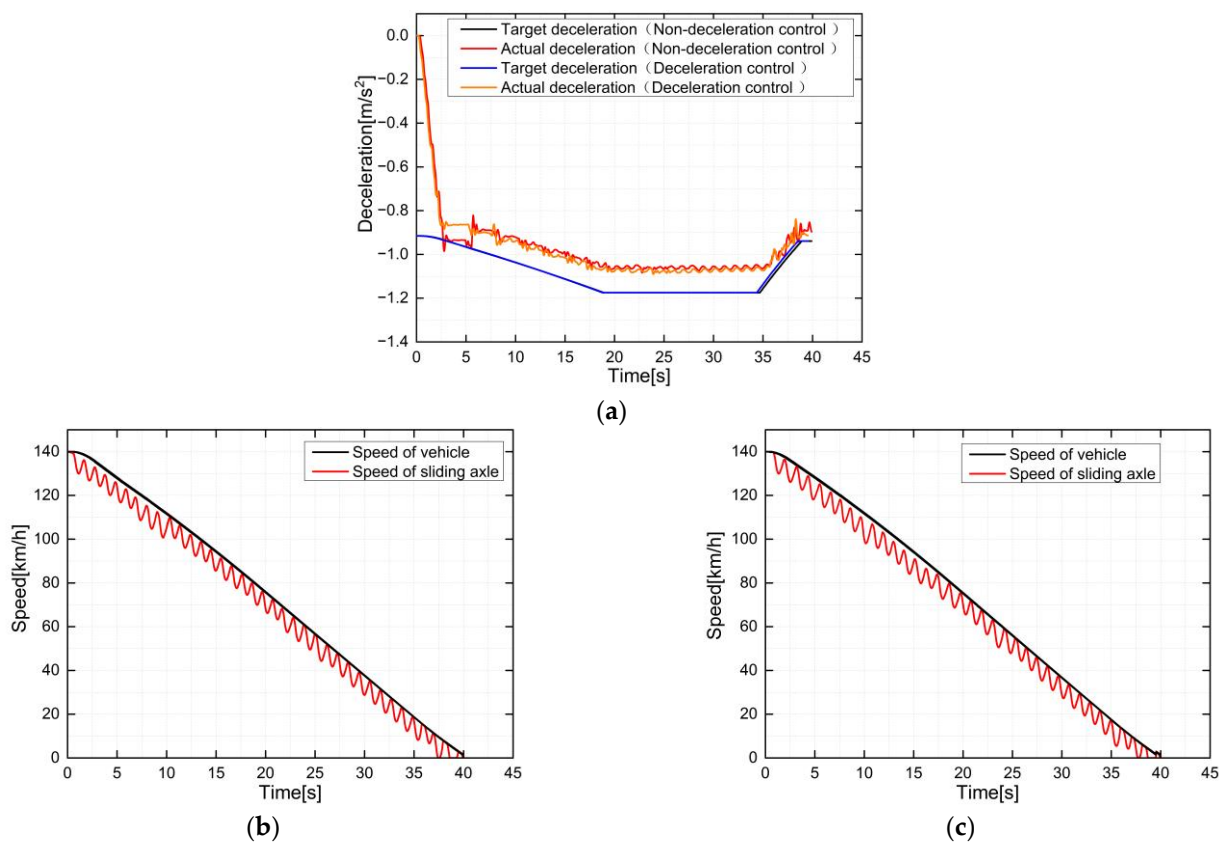 Target deceleration（Non-deceleration control ）
Actual deceleration（Non-deceleration control ）
Target deceleration（Deceleration control ）
Actual deceleration（Deceleration control ）
Deceleration[m/s²]
0.0
−0.2
−0.4
−0.6
−0.8
−1.0
−1.2
−1.4
0 5 10 15 20 25 30 35 40 45
Time[s]
(a)
Speed of vehicle
Speed of sliding axle
Speed[km/h]
140
120
100
80
60
40
20
0
0 5 10 15 20 25 30 35 40 45
Time[s]
(b)
Speed of vehicle
Speed of sliding axle
Speed[km/h]
140
120
100
80
60
40
20
0
0 5 10 15 20 25 30 35 40 45
Time[s]
(c)